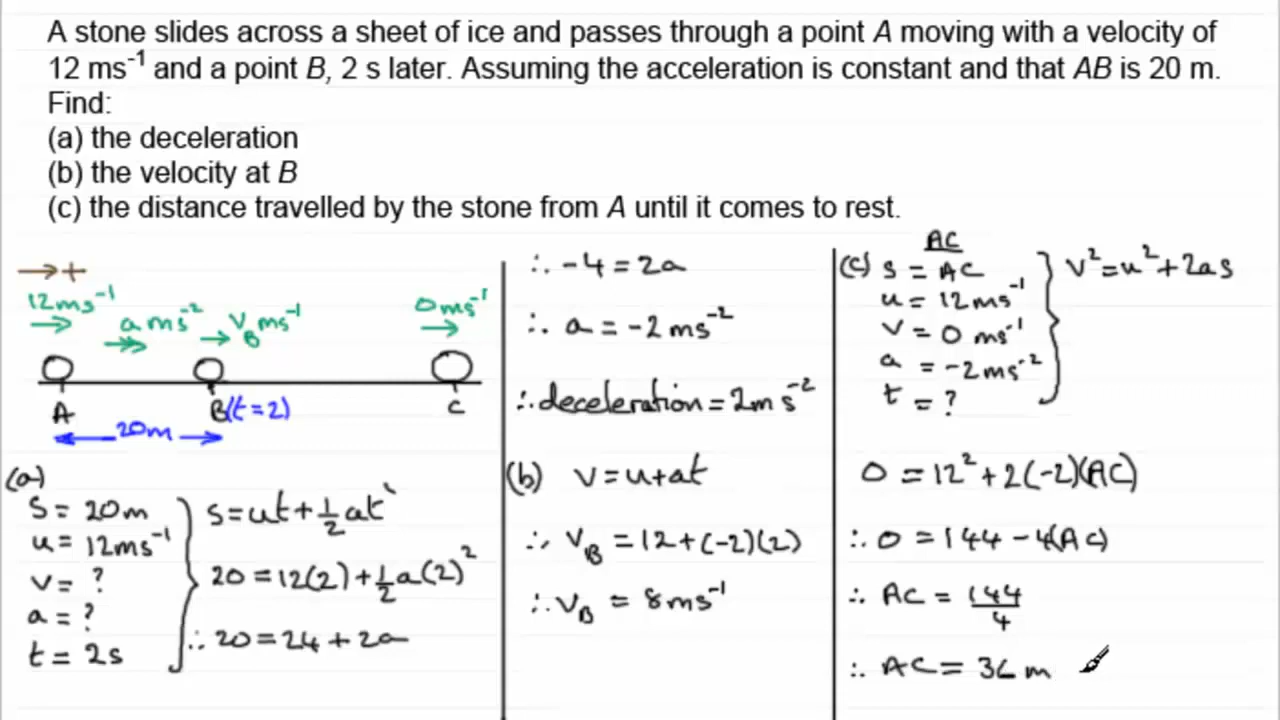 A stone slides across a sheet of ice and passes through a point A moving with a velocity of
12 ms⁻¹ and a point B, 2 s later. Assuming the acceleration is constant and that AB is 20 m.
Find:
(a) the deceleration
(b) the velocity at B
(c) the distance travelled by the stone from A until it comes to rest.
→+
12ms⁻¹
a ms⁻²
V_B ms⁻¹
0ms⁻¹
A
B(t=2)
C
20m
(a)
S = 20m
u = 12ms⁻¹
v = ?
a = ?
t = 2s
s=ut+½at²
20 = 12(2)+½a(2)²
∴ 20 = 24 + 2a
∴ -4 = 2a
∴ a = -2 ms⁻²
∴ deceleration = 2ms⁻²
(b) v = u+at
∴ V_B = 12+(-2)(2)
∴ V_B = 8ms⁻¹
AC
(c) s = AC
u = 12ms⁻¹
v = 0 ms⁻¹
a = -2ms⁻²
t = ?
v²=u²+2as
0 = 12²+2(-2)(AC)
∴ 0 = 144 - 4(AC)
∴ AC = 144/4
∴ AC = 36 m